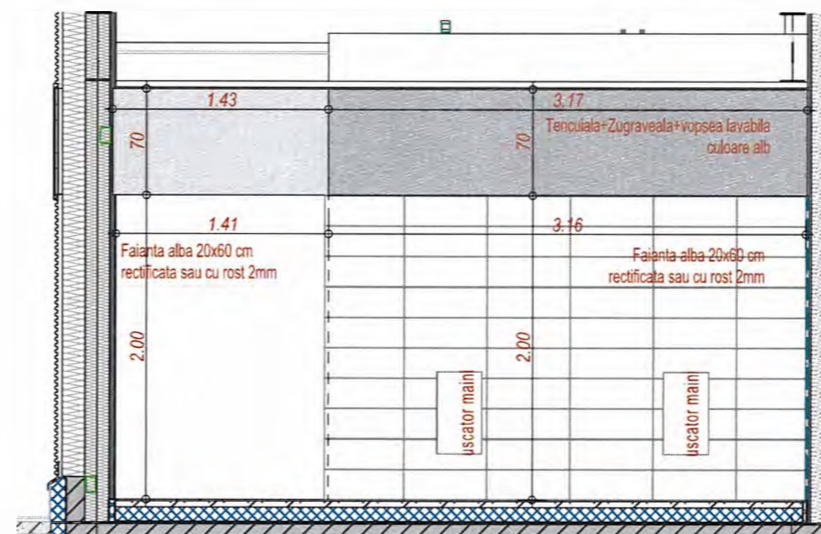 1.43
3.17
70
70
Tencuiala+Zugraveala+vopsea lavabila
culoare alb
1.41
3.16
Faianta alba 20x60 cm
rectificata sau cu rost 2mm
Faianta alba 20x60 cm
rectificata sau cu rost 2mm
2.00
2.00
uscator maini
uscator maini